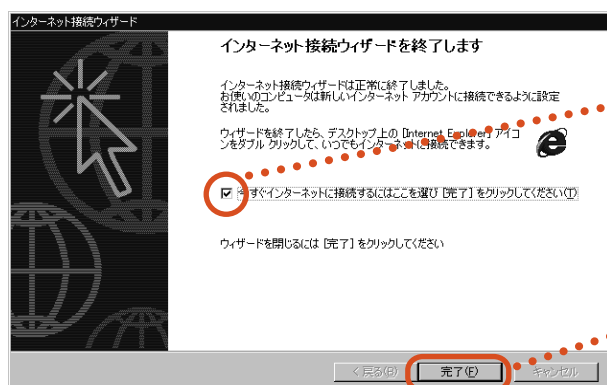 インターネット接続ウィザード
インターネット接続ウィザードを終了します
インターネット接続ウィザードは正常に終了しました。
お使いのコンピュータは新しいインターネット アカウントに接続できるように設定
されました。
ウィザードを終了したら、デスクトップ上の [Internet Explorer] アイコ
ンをダブル クリックして、いつでもインターネットに接続できます。
今すぐインターネットに接続するにはここを選び [完了] をクリックしてください(T)
ウィザードを閉じるには [完了] をクリックしてください
< 戻る(B)
完了(F)
キャンセル